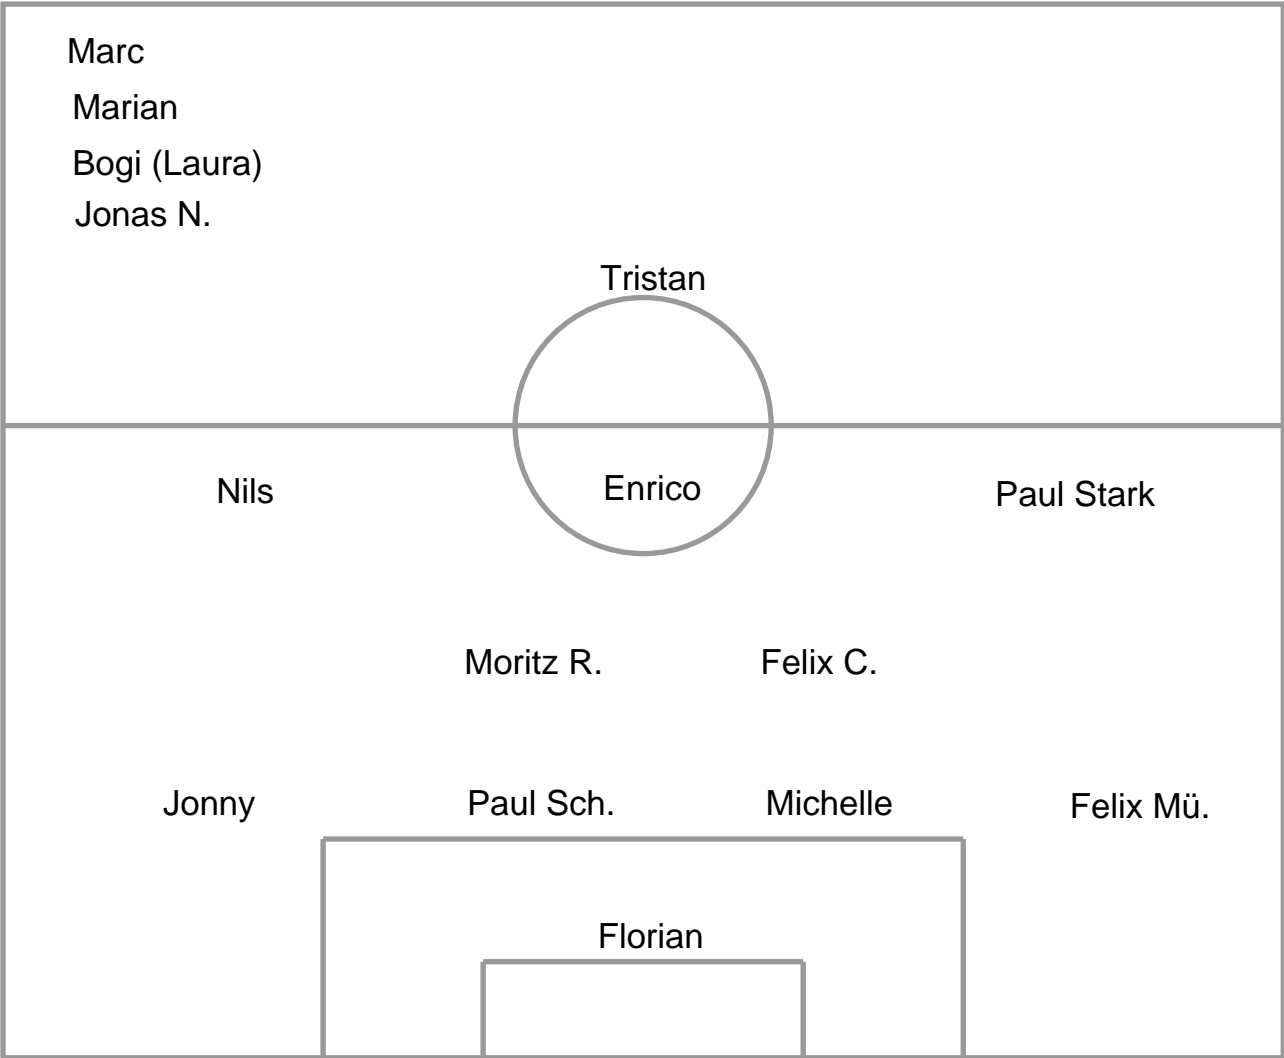 Marc
Marian
Bogi (Laura)
Jonas N.
Tristan
Nils
Enrico
Paul Stark
Moritz R.
Felix C.
Jonny
Paul Sch.
Michelle
Felix Mü.
Florian